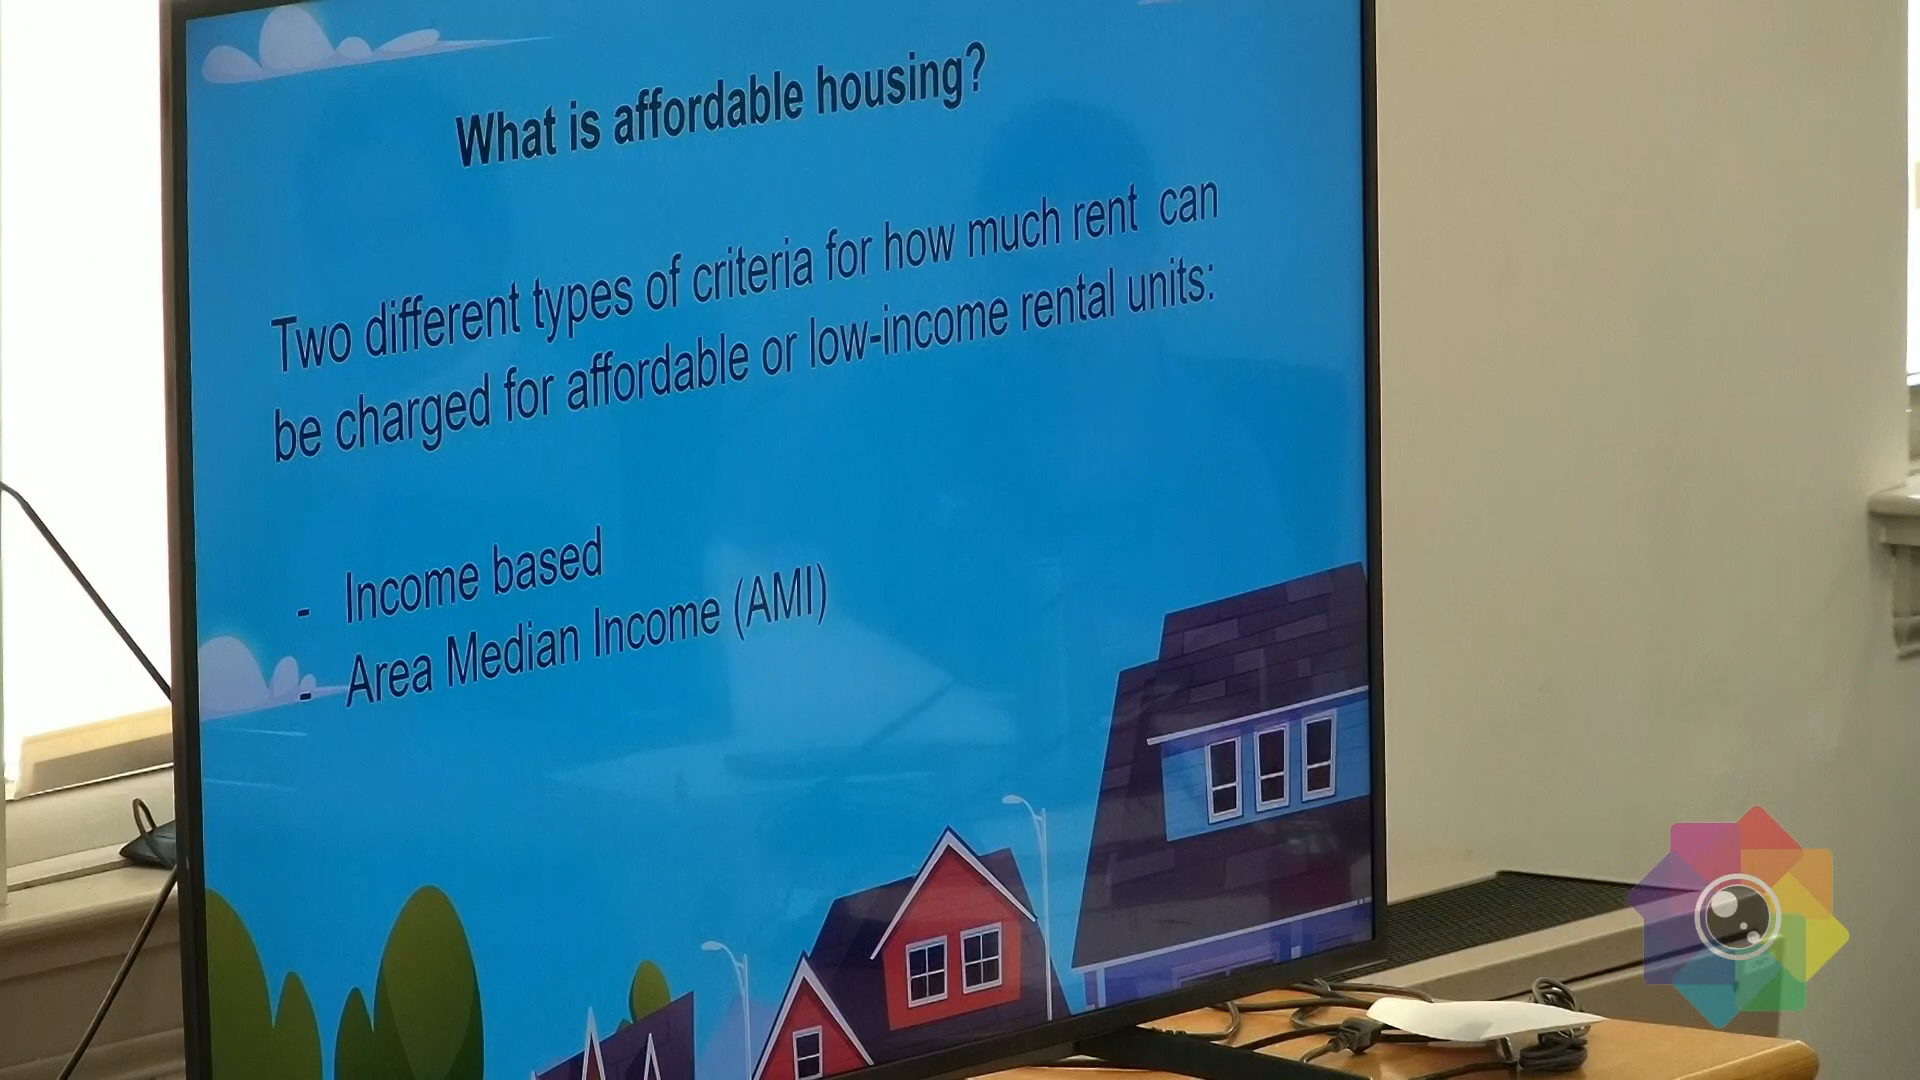 What is affordable housing?
Two different types of criteria for how much rent can
be charged for affordable or low-income rental units:
- Income based
- Area Median Income (AMI)